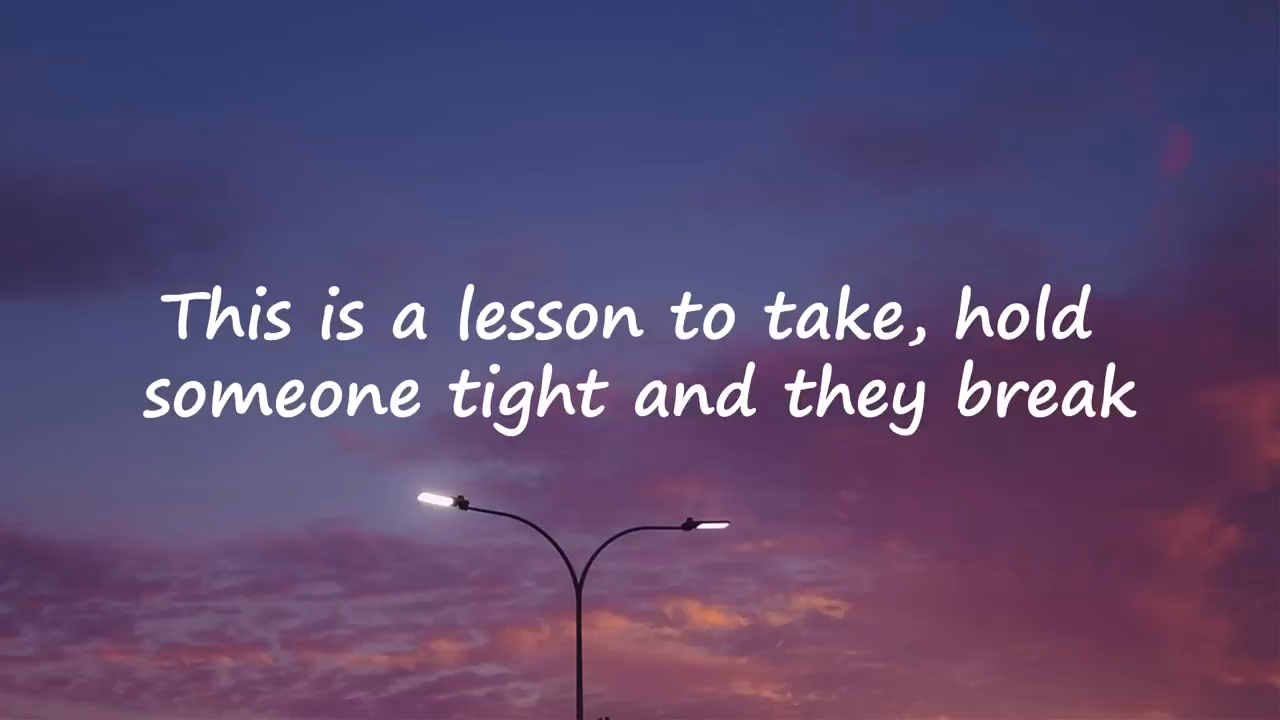 This is a lesson to take, hold
someone tight and they break